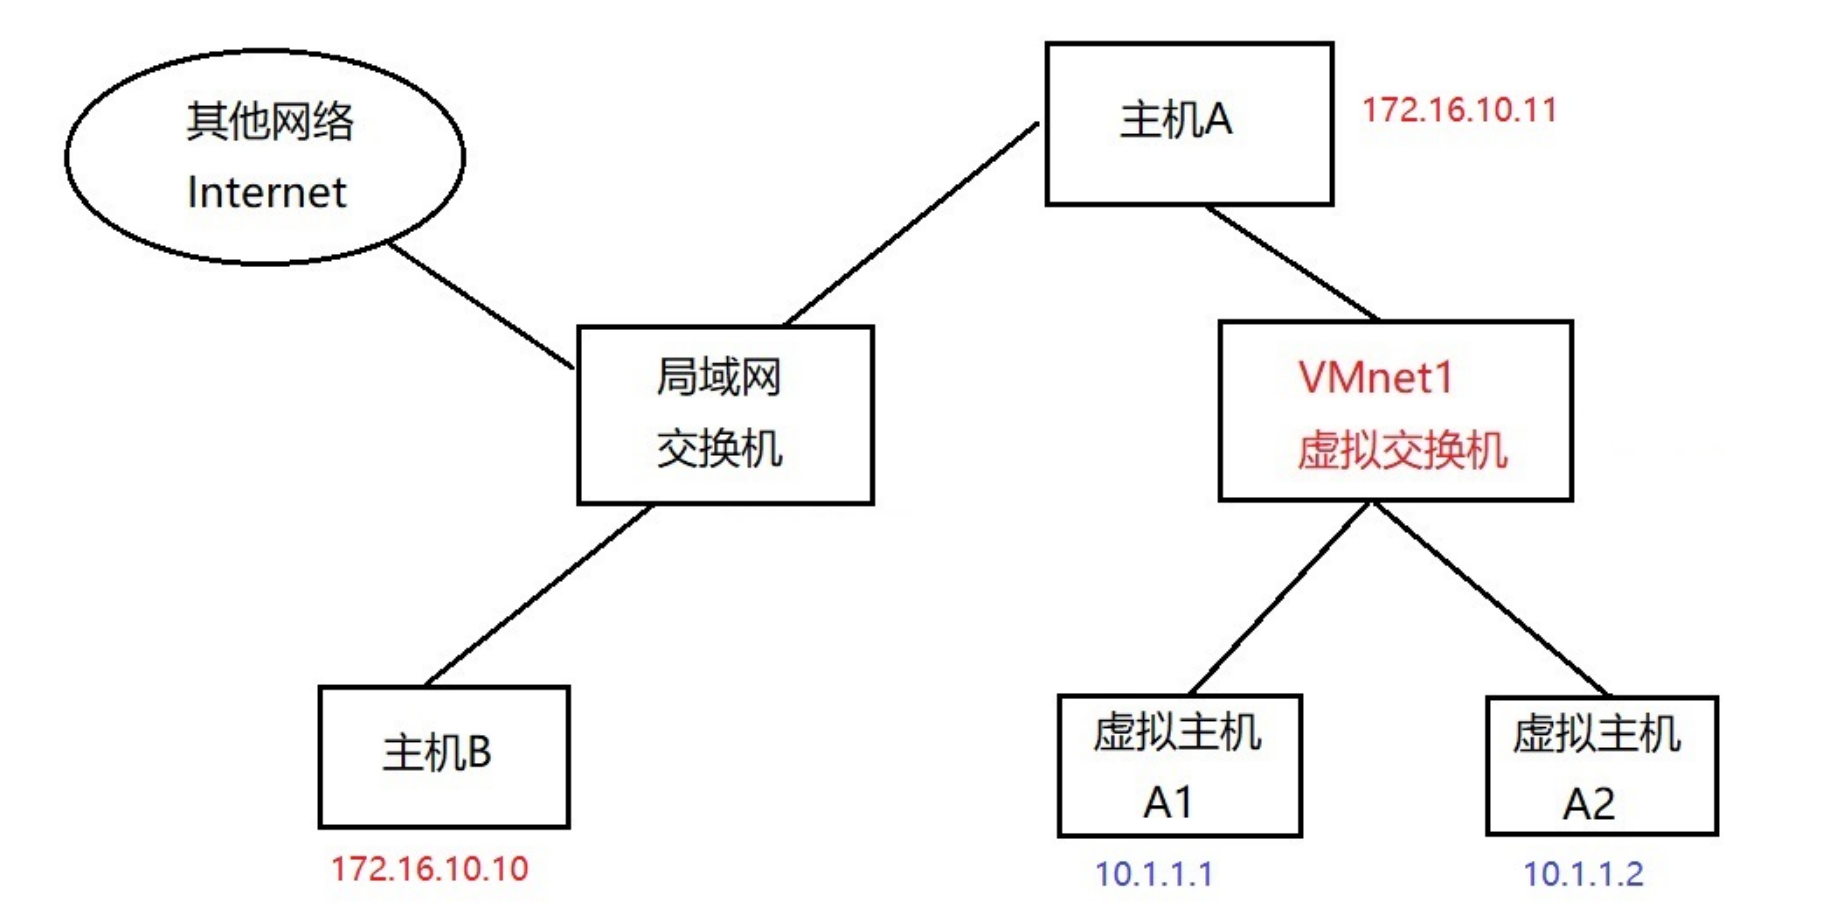 其他网络
Internet
主机A
172.16.10.11
局域网
交换机
VMnet1
虚拟交换机
主机B
172.16.10.10
虚拟主机
A1
10.1.1.1
虚拟主机
A2
10.1.1.2